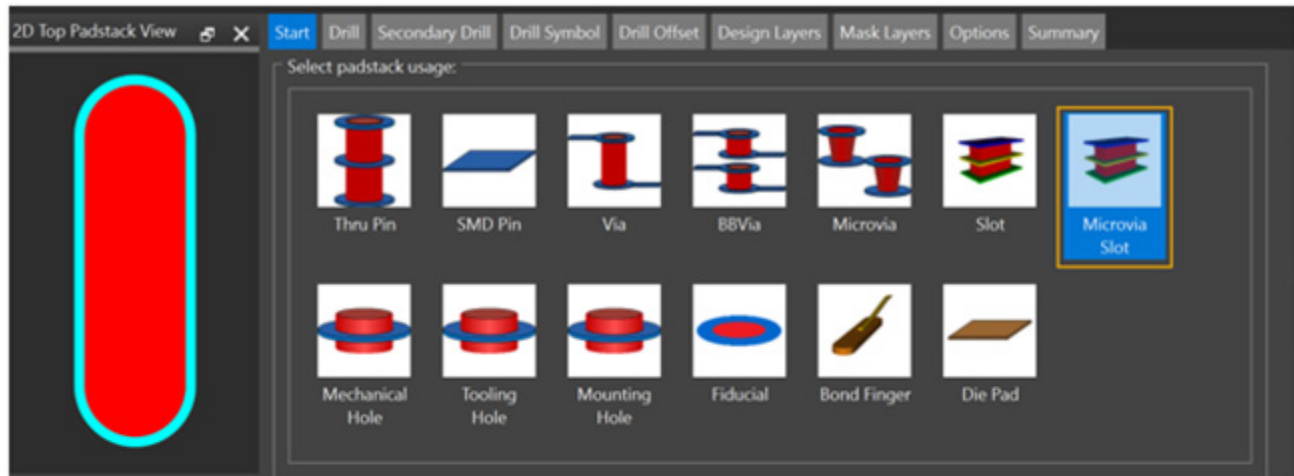 2D Top Padstack View
Start Drill Secondary Drill Drill Symbol Drill Offset Design Layers Mask Layers Options Summary
Select padstack usage:
Thru Pin SMD Pin Via BBVia Microvia Slot Microvia
Slot
Mechanical Tooling Mounting Fiducial Bond Finger Die Pad
Hole Hole Hole